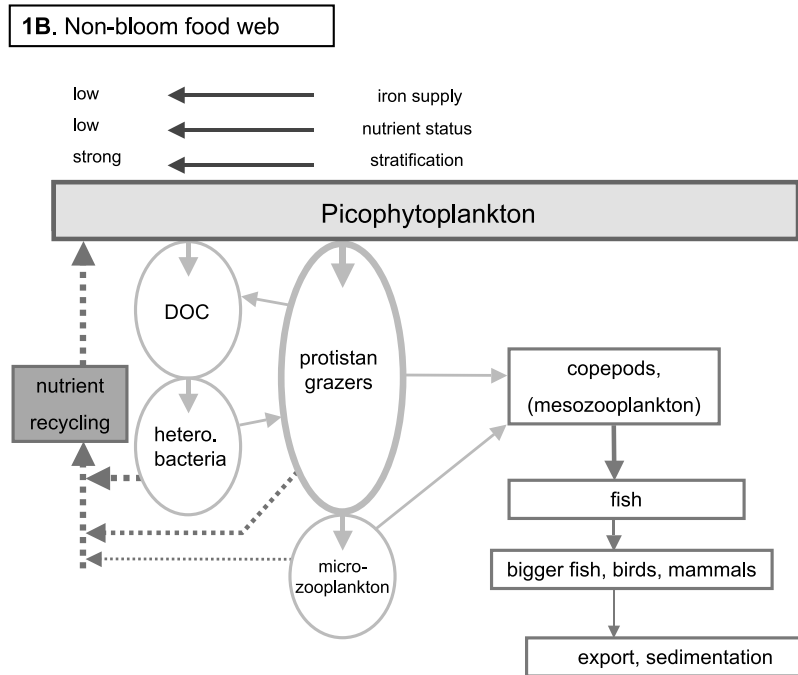 1B. Non-bloom food web
low iron supply
low nutrient status
strong stratification
Picophytoplankton
DOC
protistan
grazers
nutrient
recycling
hetero.
bacteria
copepods,
(mesozooplankton)
fish
micro-
zooplankton
bigger fish, birds, mammals
export, sedimentation